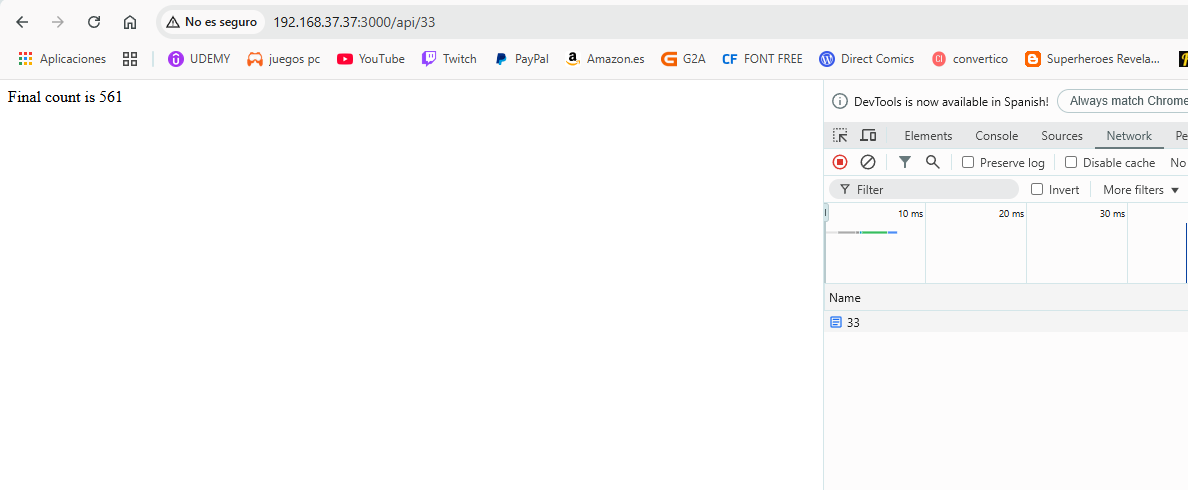 No es seguro 192.168.37.37:3000/api/33
Aplicaciones UDEMY juegos pc YouTube Twitch PayPal Amazon.es G2A CF FONT FREE Direct Comics convertico Superheroes Revela...
Final count is 561
DevTools is now available in Spanish! Always match Chrome
Elements Console Sources Network Pe
Preserve log Disable cache No
Filter Invert More filters
10 ms 20 ms 30 ms
Name
33